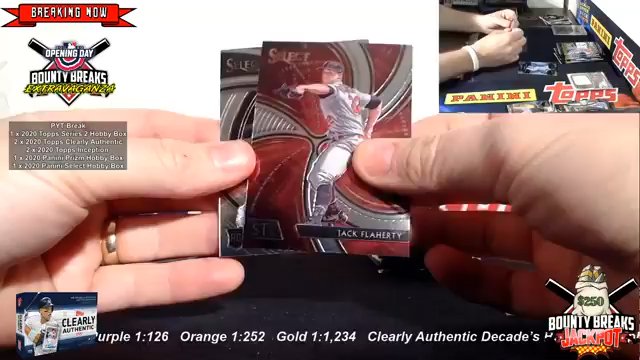 BREAKING NOW
OPENING DAY
BOUNTY BREAKS
EXTRAVAGANZA
PYT Break
1 x 2020 Topps Series 2 Hobby Box
2 x 2020 Topps Clearly Authentic
2 x 2020 Topps Inception
1 x 2020 Panini Prizm Hobby Box
1 x 2020 Panini Select Hobby Box
SELECT
JACK FLAHERTY
PANINI
topps
PANINI
topps
CLEARLY
AUTHENTIC
$250
BOUNTY BREAKS
JACKPOT
urple 1:126 Orange 1:252 Gold 1:1,234 Clearly Authentic Decade's